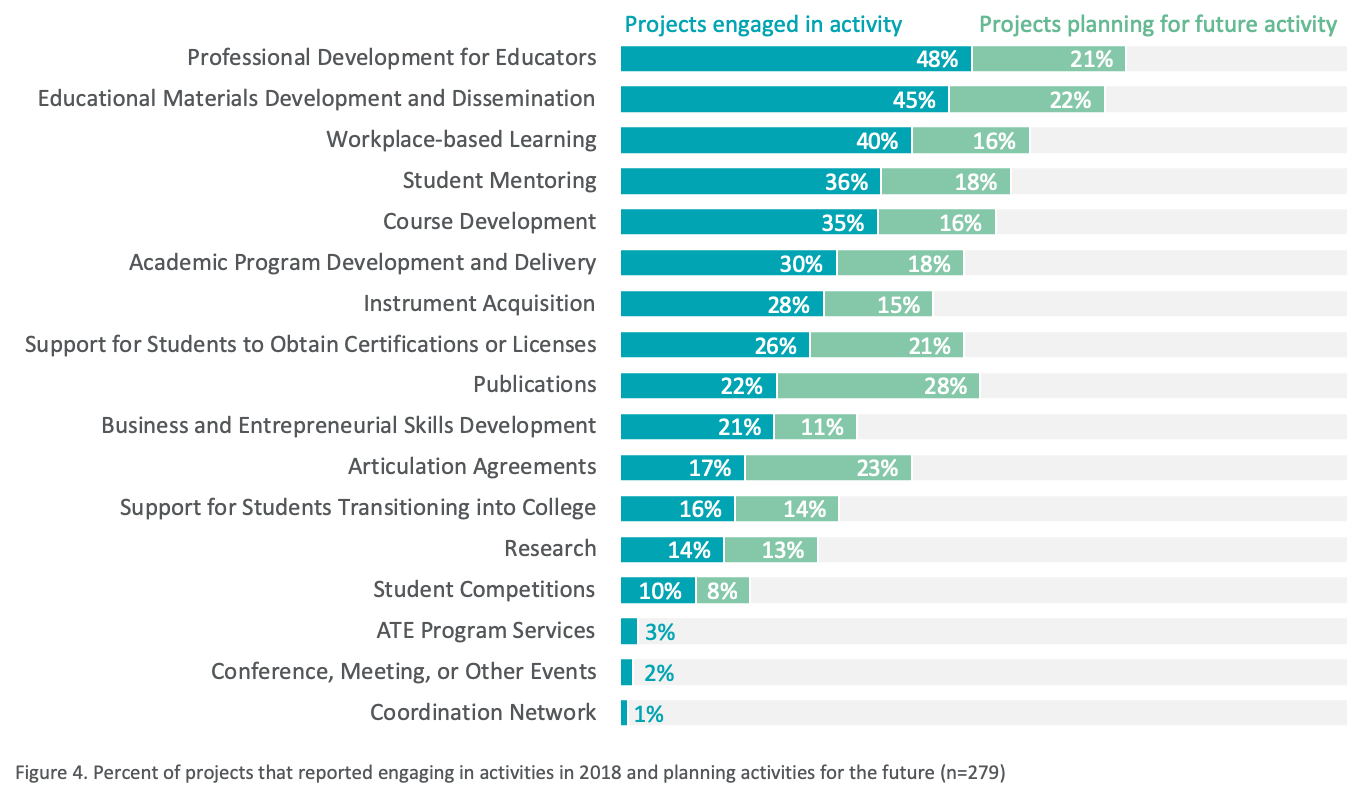 Projects engaged in activity Projects planning for future activity
Professional Development for Educators 48% 21%
Educational Materials Development and Dissemination 45% 22%
Workplace-based Learning 40% 16%
Student Mentoring 36% 18%
Course Development 35% 16%
Academic Program Development and Delivery 30% 18%
Instrument Acquisition 28% 15%
Support for Students to Obtain Certifications or Licenses 26% 21%
Publications 22% 28%
Business and Entrepreneurial Skills Development 21% 11%
Articulation Agreements 17% 23%
Support for Students Transitioning into College 16% 14%
Research 14% 13%
Student Competitions 10% 8%
ATE Program Services 3%
Conference, Meeting, or Other Events 2%
Coordination Network 1%
Figure 4. Percent of projects that reported engaging in activities in 2018 and planning activities for the future (n=279)